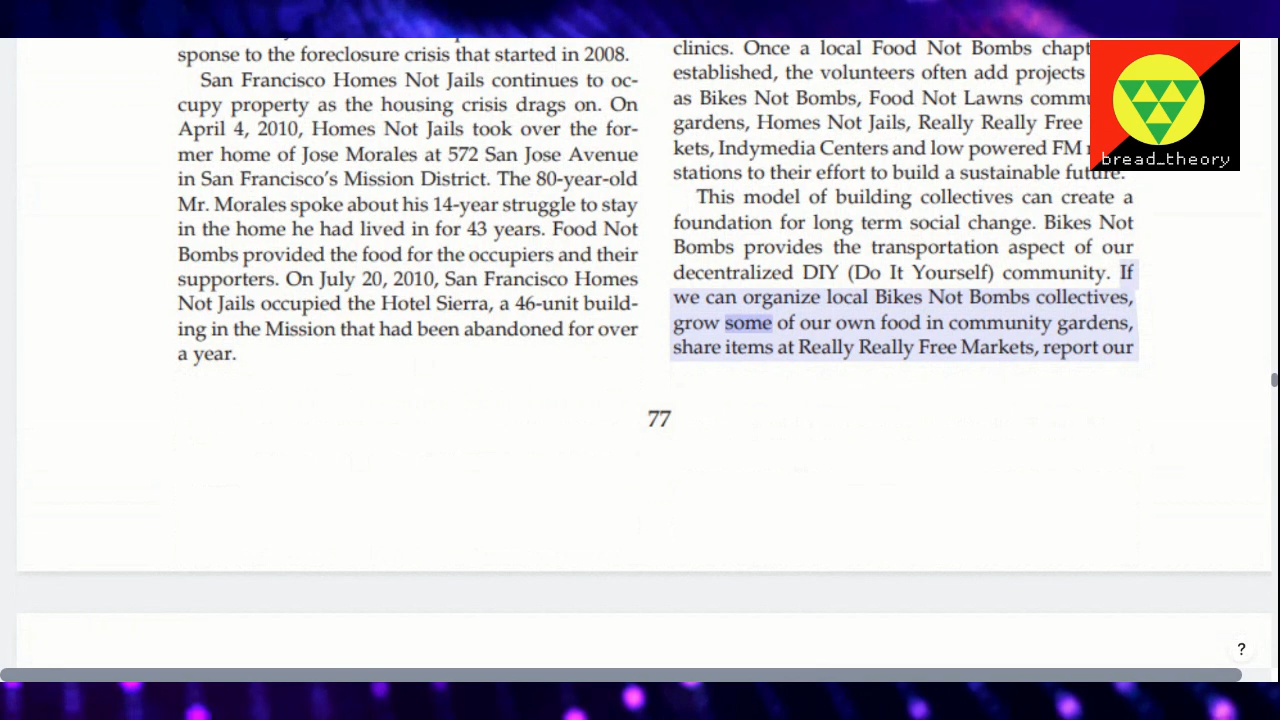 sponse to the foreclosure crisis that started in 2008.
San Francisco Homes Not Jails continues to oc-
cupy property as the housing crisis drags on. On
April 4, 2010, Homes Not Jails took over the for-
mer home of Jose Morales at 572 San Jose Avenue
in San Francisco's Mission District. The 80-year-old
Mr. Morales spoke about his 14-year struggle to stay
in the home he had lived in for 43 years. Food Not
Bombs provided the food for the occupiers and their
supporters. On July 20, 2010, San Francisco Homes
Not Jails occupied the Hotel Sierra, a 46-unit build-
ing in the Mission that had been abandoned for over
a year.
clinics. Once a local Food Not Bombs chapt
established, the volunteers often add projects
as Bikes Not Bombs, Food Not Lawns commu
gardens, Homes Not Jails, Really Really Free
kets, Indymedia Centers and low powered FM
stations to their effort to build a sustainable future.
This model of building collectives can create a
foundation for long term social change. Bikes Not
Bombs provides the transportation aspect of our
decentralized DIY (Do It Yourself) community. If
we can organize local Bikes Not Bombs collectives,
grow some of our own food in community gardens,
share items at Really Really Free Markets, report our
77
bread_theory
?